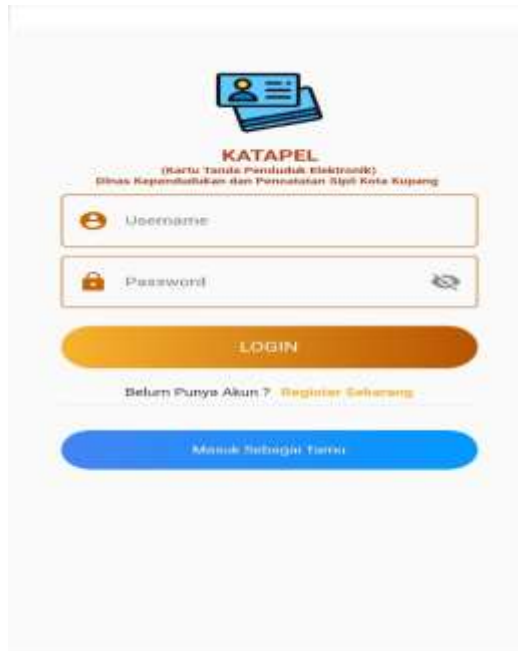 KATAPEL
(Kartu Tanda Penduduk Elektronik)
Dinas Kependudukan dan Pencatatan Sipil Kota Kupang
Username
Password
LOGIN
Belum Punya Akun ? Register Sekarang
Masuk Sebagai Tamu